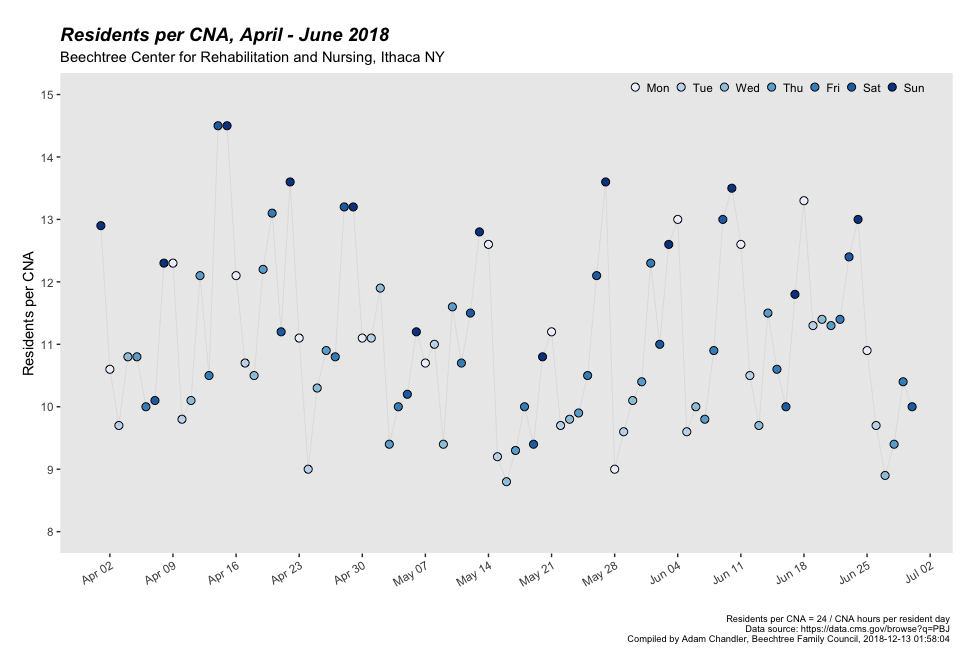 Residents per CNA, April - June 2018
Beechtree Center for Rehabilitation and Nursing, Ithaca NY
Mon Tue Wed Thu Fri Sat Sun
Residents per CNA
15
14
13
12
11
10
9
8
Apr 02 Apr 09 Apr 16 Apr 23 Apr 30 May 07 May 14 May 21 May 28 Jun 04 Jun 11 Jun 18 Jun 25 Jul 02
Residents per CNA = 24 / CNA hours per resident day
Data source: https://data.cms.gov/browse?q=PBJ
Compiled by Adam Chandler, Beechtree Family Council, 2018-12-13 01:58:04